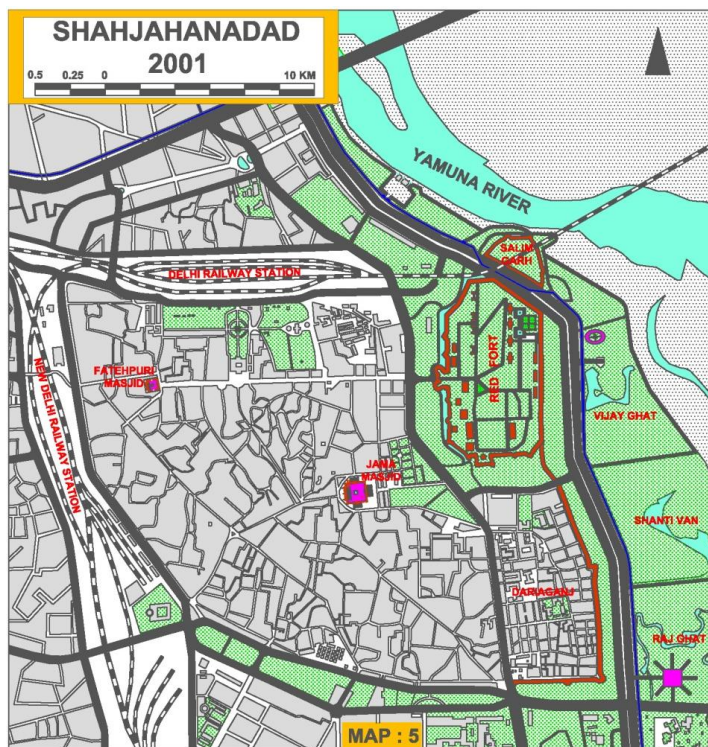 SHAHJAHANADAD
2001
0.5 0.25 0 10 KM
YAMUNA RIVER
SALIM
GARH
DELHI RAILWAY STATION
RED FORT
FATEHPURI
MASJID
NEW DELHI RAILWAY STATION
VIJAY GHAT
JAMA
MASJID
SHANTI VAN
DARIAGANJ
RAJ GHAT
MAP : 5